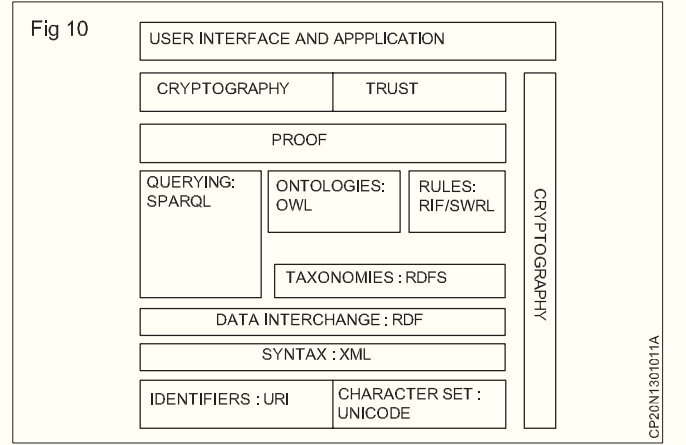 Fig 10
USER INTERFACE AND APPPLICATION
CRYPTOGRAPHY
TRUST
PROOF
QUERYING:
SPARQL
ONTOLOGIES:
OWL
RULES:
RIF/SWRL
TAXONOMIES : RDFS
DATA INTERCHANGE : RDF
SYNTAX : XML
IDENTIFIERS : URI
CHARACTER SET :
UNICODE
CRYPTOGRAPHY
CP20N1301011A